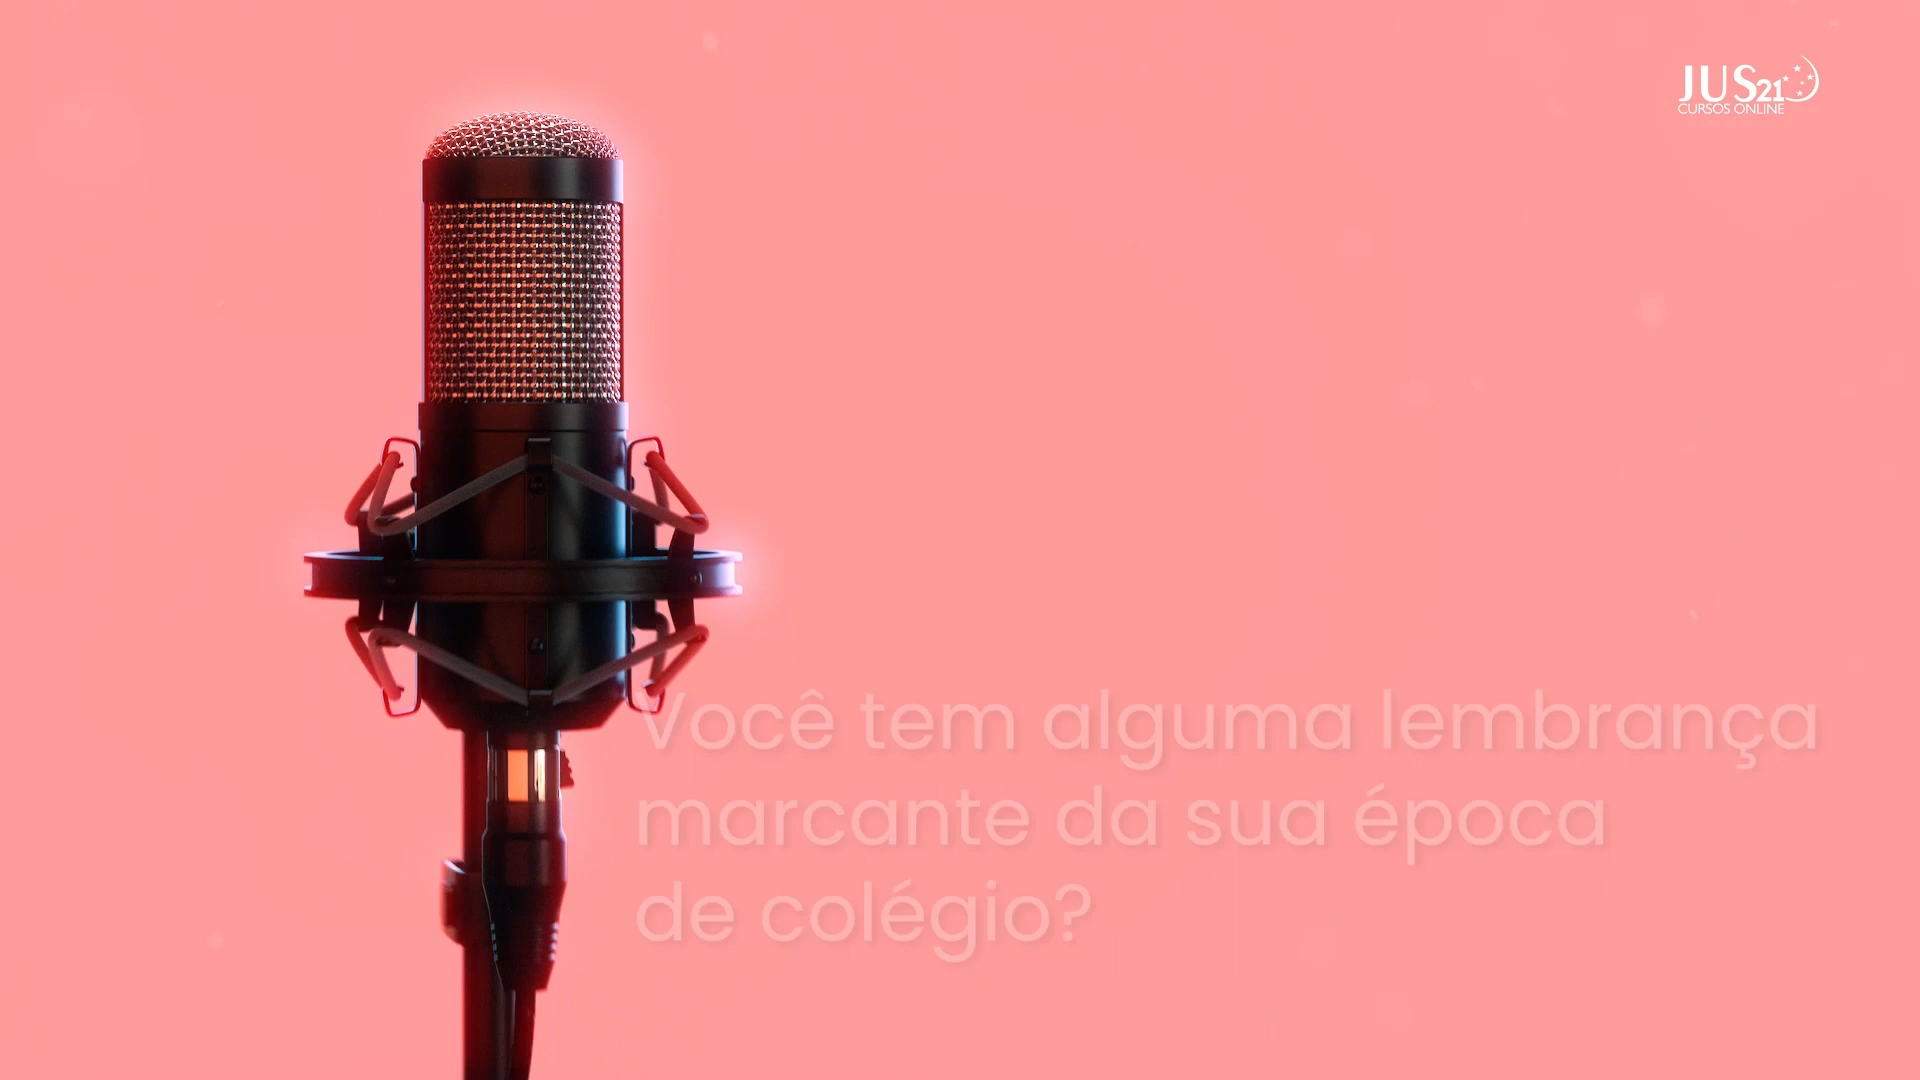 JUS21
CURSOS ONLINE
Você tem alguma lembrança
marcante da sua época
de colégio?